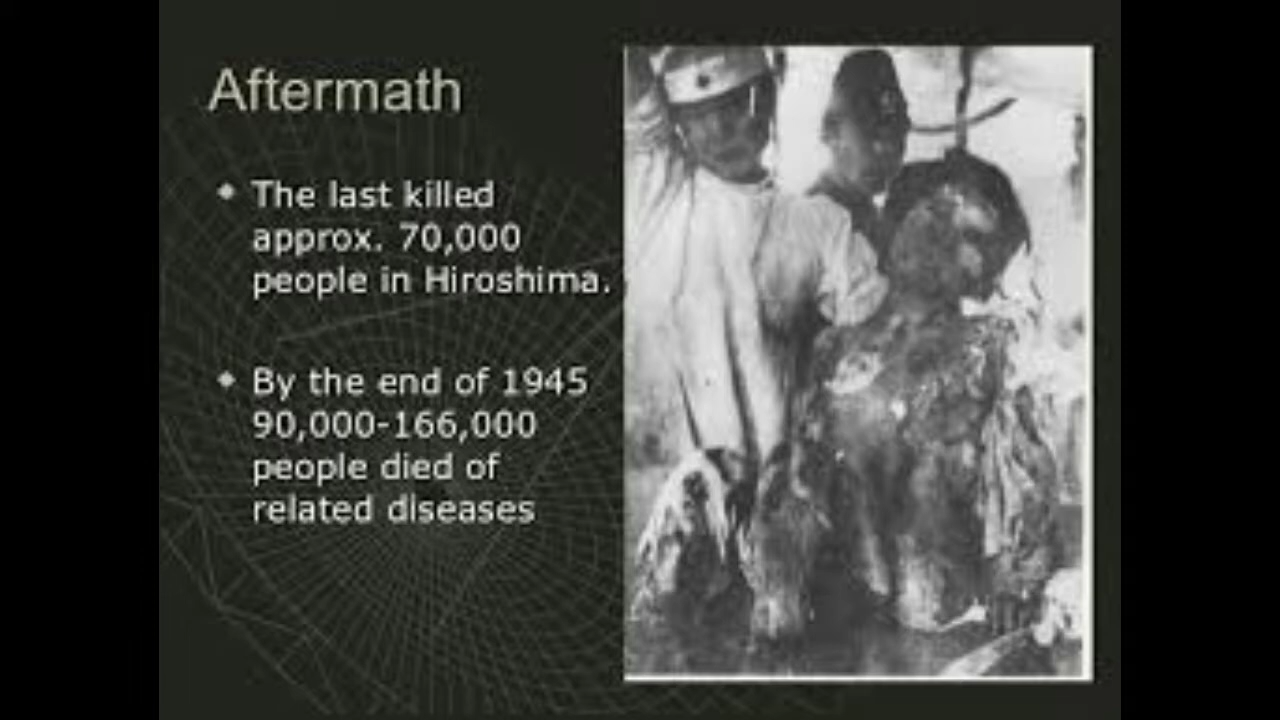 Aftermath
The last killed
approx. 70,000
people in Hiroshima.
By the end of 1945
90,000-166,000
people died of
related diseases